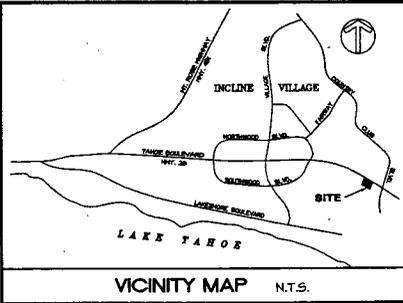 MT. ROSE HIGHWAY
HWY. 431
INCLINE VILLAGE
VILLAGE BLVD.
COUNTRY CLUB BLVD.
FAIRWAY
NORTHWOOD BLVD.
TAHOE BOULEVARD
HWY. 28
SOUTHWOOD BLVD.
SITE
LAKESHORE BOULEVARD
LAKE TAHOE
VICINITY MAP N.T.S.